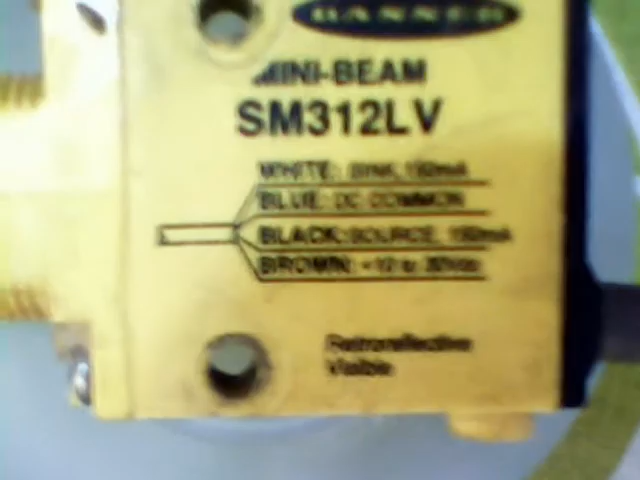 BANNER
MINI-BEAM
SM312LV
WHITE: SINK, 150mA
BLUE: DC COMMON
BLACK: SOURCE, 150mA
BROWN: +10 to 30Vdc
Retroreflective
Visible